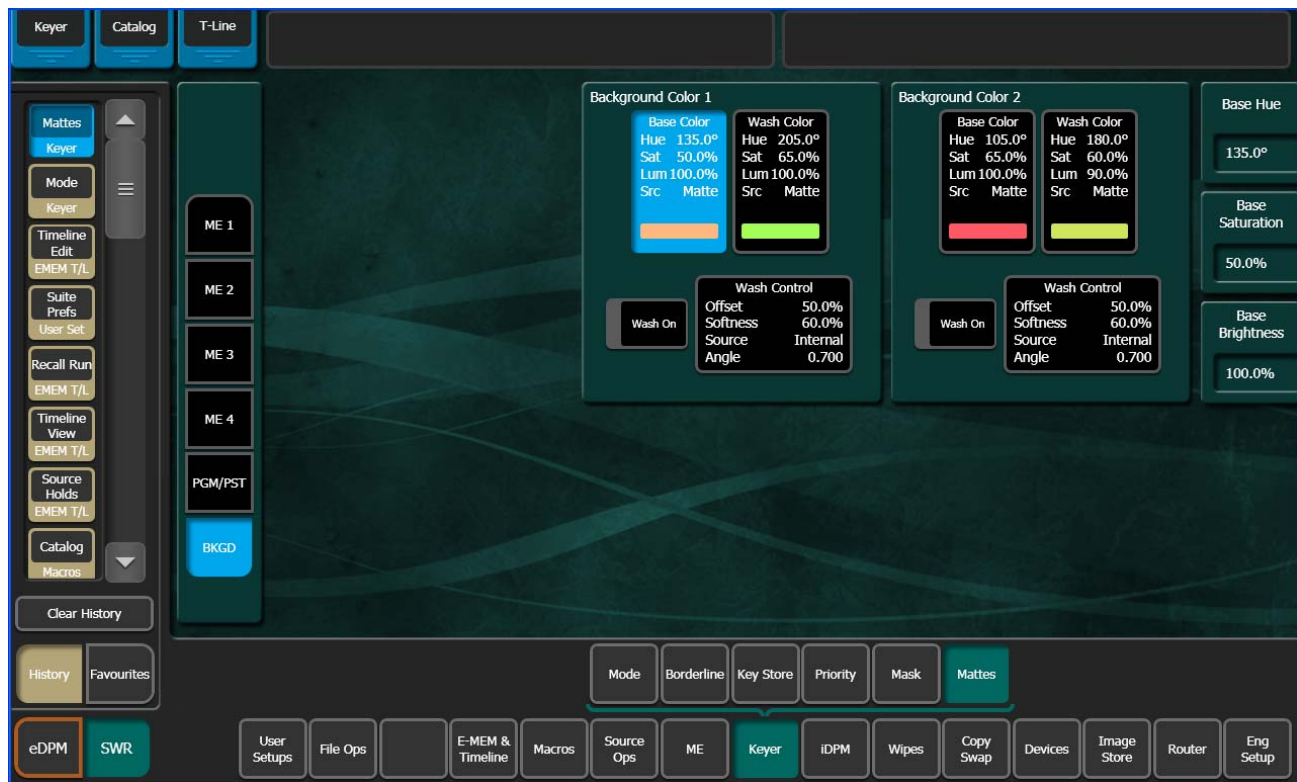 Keyer
Catalog
T-Line
Mattes
Keyer
Mode
Keyer
Timeline
Edit
EMEM T/L
Suite
Prefs
User Set
Recall Run
EMEM T/L
Timeline
View
EMEM T/L
Source
Holds
EMEM T/L
Catalog
Macros
Clear History
History
Favourites
eDPM
SWR
ME 1
ME 2
ME 3
ME 4
PGM/PST
BKGD
Background Color 1
Base Color
Hue 135.0º
Sat 50.0%
Lum 100.0%
Src Matte
Wash Color
Hue 205.0º
Sat 65.0%
Lum 100.0%
Src Matte
Wash On
Wash Control
Offset 50.0%
Softness 60.0%
Source Internal
Angle 0.700
Background Color 2
Base Color
Hue 105.0º
Sat 65.0%
Lum 100.0%
Src Matte
Wash Color
Hue 180.0º
Sat 60.0%
Lum 90.0%
Src Matte
Wash On
Wash Control
Offset 50.0%
Softness 60.0%
Source Internal
Angle 0.700
Base Hue
135.0º
Base
Saturation
50.0%
Base
Brightness
100.0%
Mode
Borderline
Key Store
Priority
Mask
Mattes
User
Setups
File Ops
E-MEM &
Timeline
Macros
Source
Ops
ME
Keyer
iDPM
Wipes
Copy
Swap
Devices
Image
Store
Router
Eng
Setup